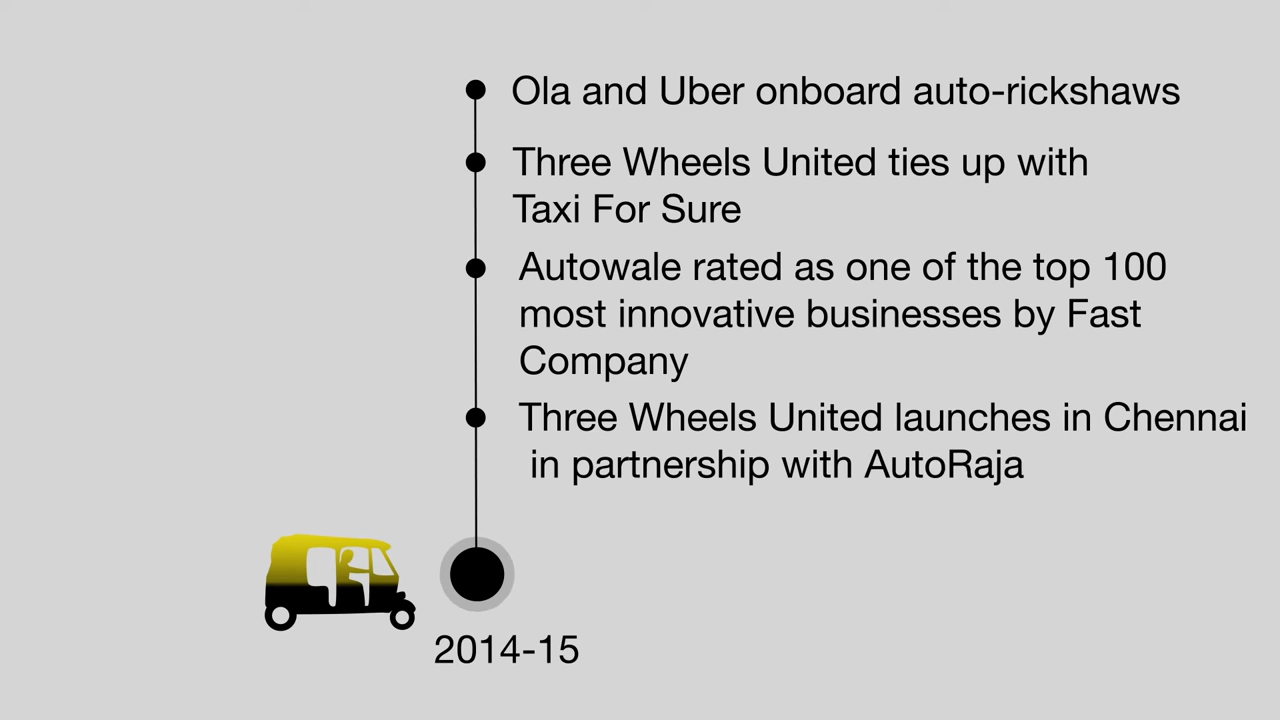 Ola and Uber onboard auto-rickshaws
Three Wheels United ties up with
Taxi For Sure
Autowale rated as one of the top 100
most innovative businesses by Fast
Company
Three Wheels United launches in Chennai
in partnership with AutoRaja
2014-15